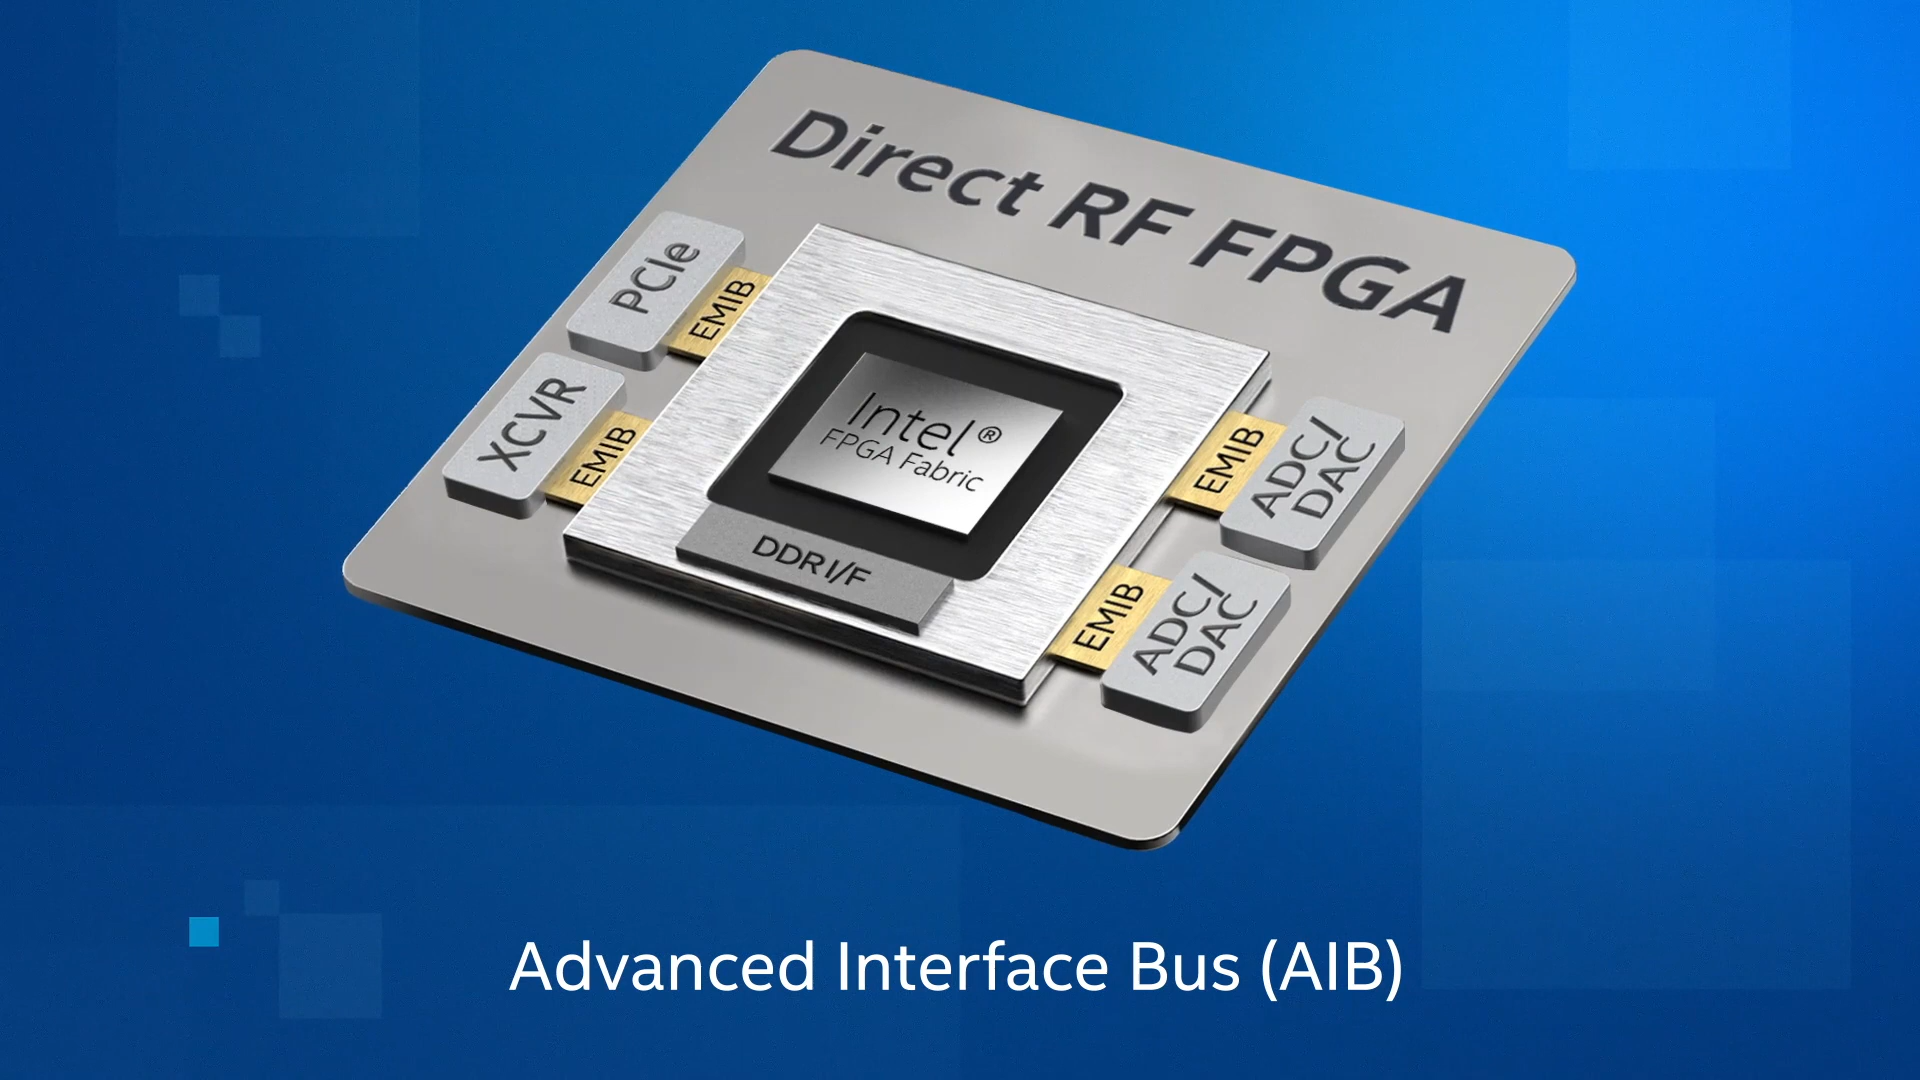 Direct RF FPGA
PCIe
EMIB
XCVR
EMIB
Intel®
FPGA Fabric
DDR I/F
EMIB
ADC/
DAC
EMIB
ADC/
DAC
Advanced Interface Bus (AIB)